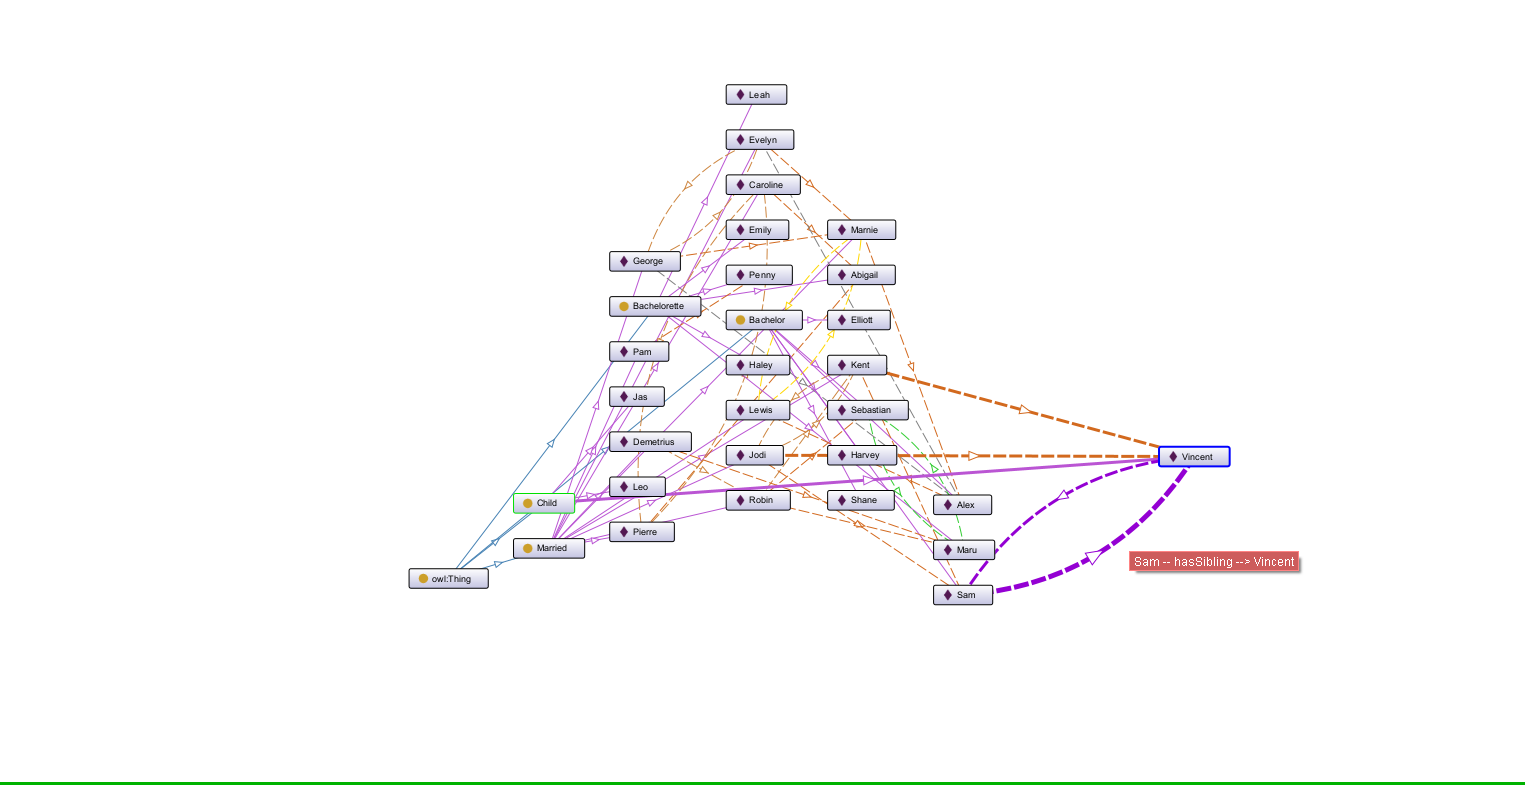 Leah
Evelyn
Caroline
Emily
Marnie
George
Penny
Abigail
Bachelorette
Bachelor
Elliott
Pam
Haley
Kent
Jas
Lewis
Sebastian
Demetrius
Jodi
Harvey
Vincent
Leo
Child
Robin
Shane
Alex
Pierre
Married
Maru
Sam -- hasSibling --> Vincent
owl:Thing
Sam